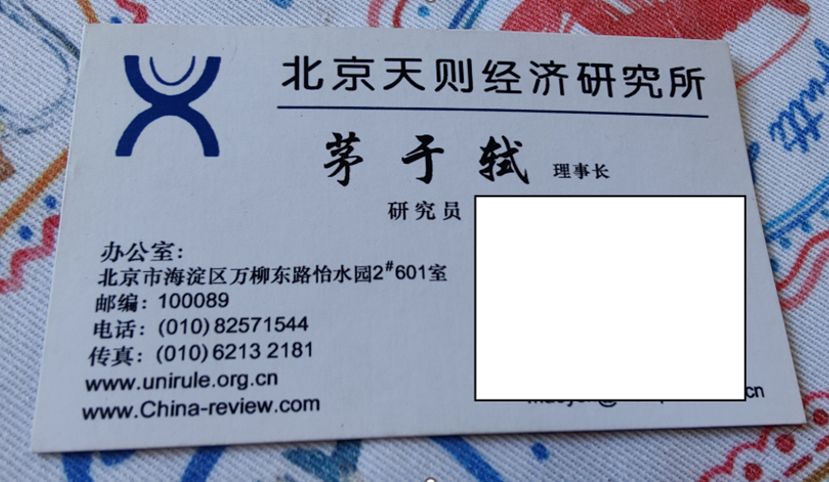 北京天则经济研究所
茅于轼 理事长
研究员
办公室：
北京市海淀区万柳东路怡水园2#601室
邮编：100089
电话：(010) 82571544
传真：(010) 6213 2181
www.unirule.org.cn
www.China-review.com
cn